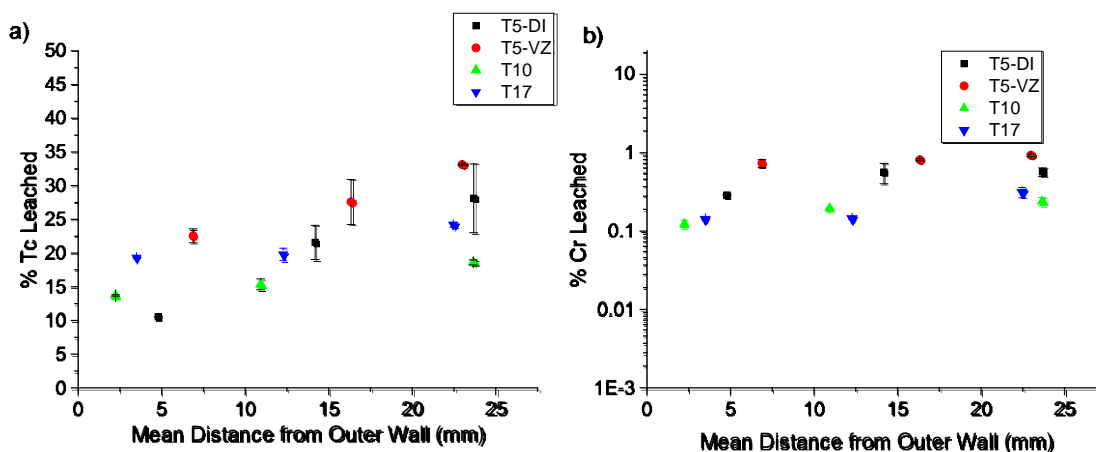 a)
T5-DI
T5-VZ
T10
T17
50
45
40
35
30
25
20
15
10
5
0
% Tc Leached
0 5 10 15 20 25
Mean Distance from Outer Wall (mm)
b)
T5-DI
T5-VZ
T10
T17
10
1
0.1
0.01
1E-3
% Cr Leached
0 5 10 15 20 25
Mean Distance from Outer Wall (mm)